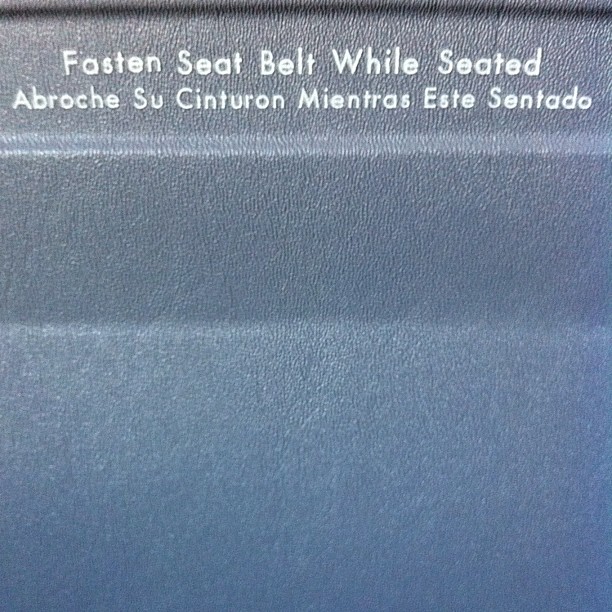 Fasten Seat Belt While Seated
Abroche Su Cinturon Mientras Este Sentado